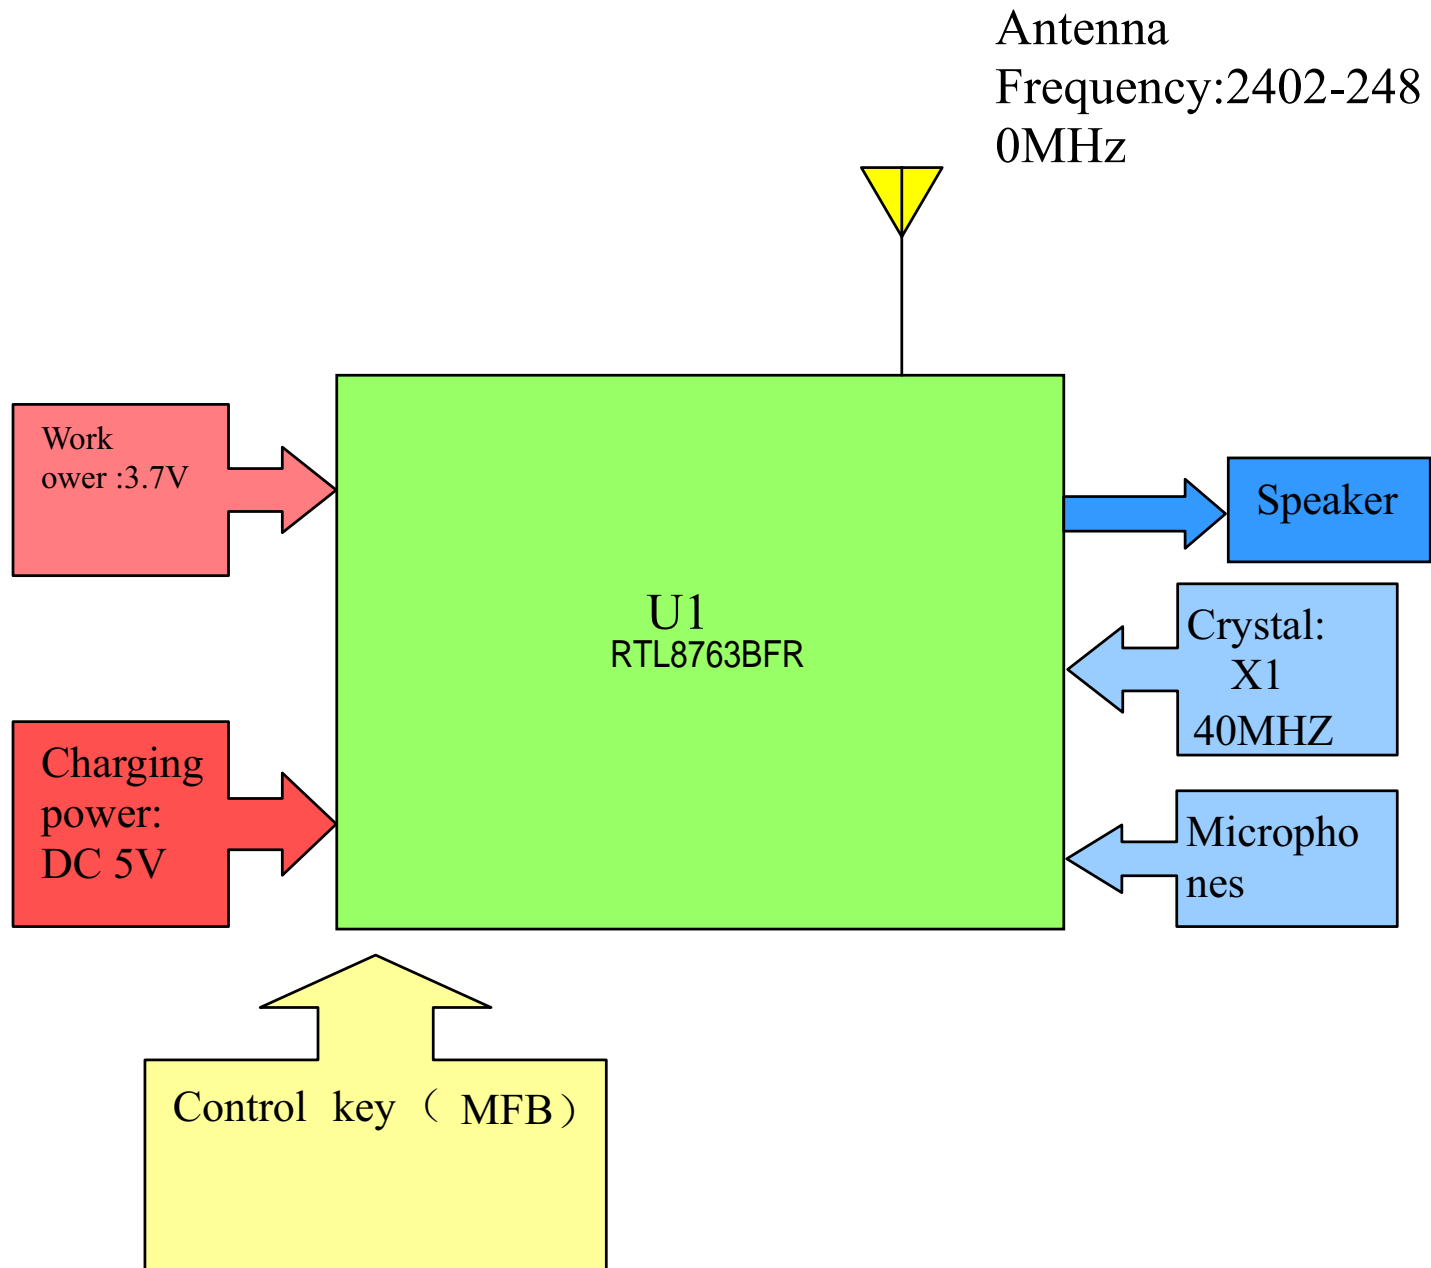 Antenna
Frequency:2402-248
0MHz
Work
ower :3.7V
Speaker
U1
RTL8763BFR
Crystal:
X1
40MHZ
Charging
power:
DC 5V
Micropho
nes
Control key （ MFB）